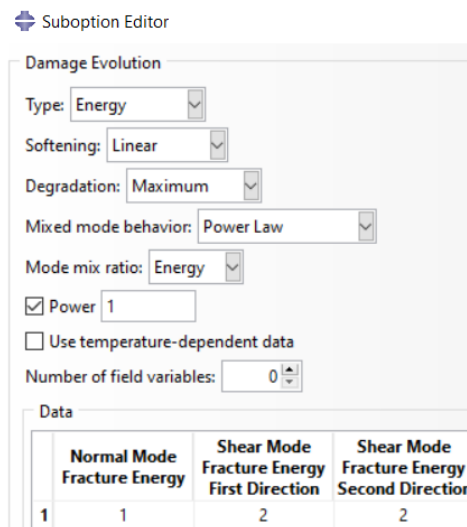 Suboption Editor
Damage Evolution
Type: Energy
Softening: Linear
Degradation: Maximum
Mixed mode behavior: Power Law
Mode mix ratio: Energy
Power 1
Use temperature-dependent data
Number of field variables: 0
Data
Normal Mode Fracture Energy
Shear Mode Fracture Energy First Direction
Shear Mode Fracture Energy Second Direction
1 1 2 2